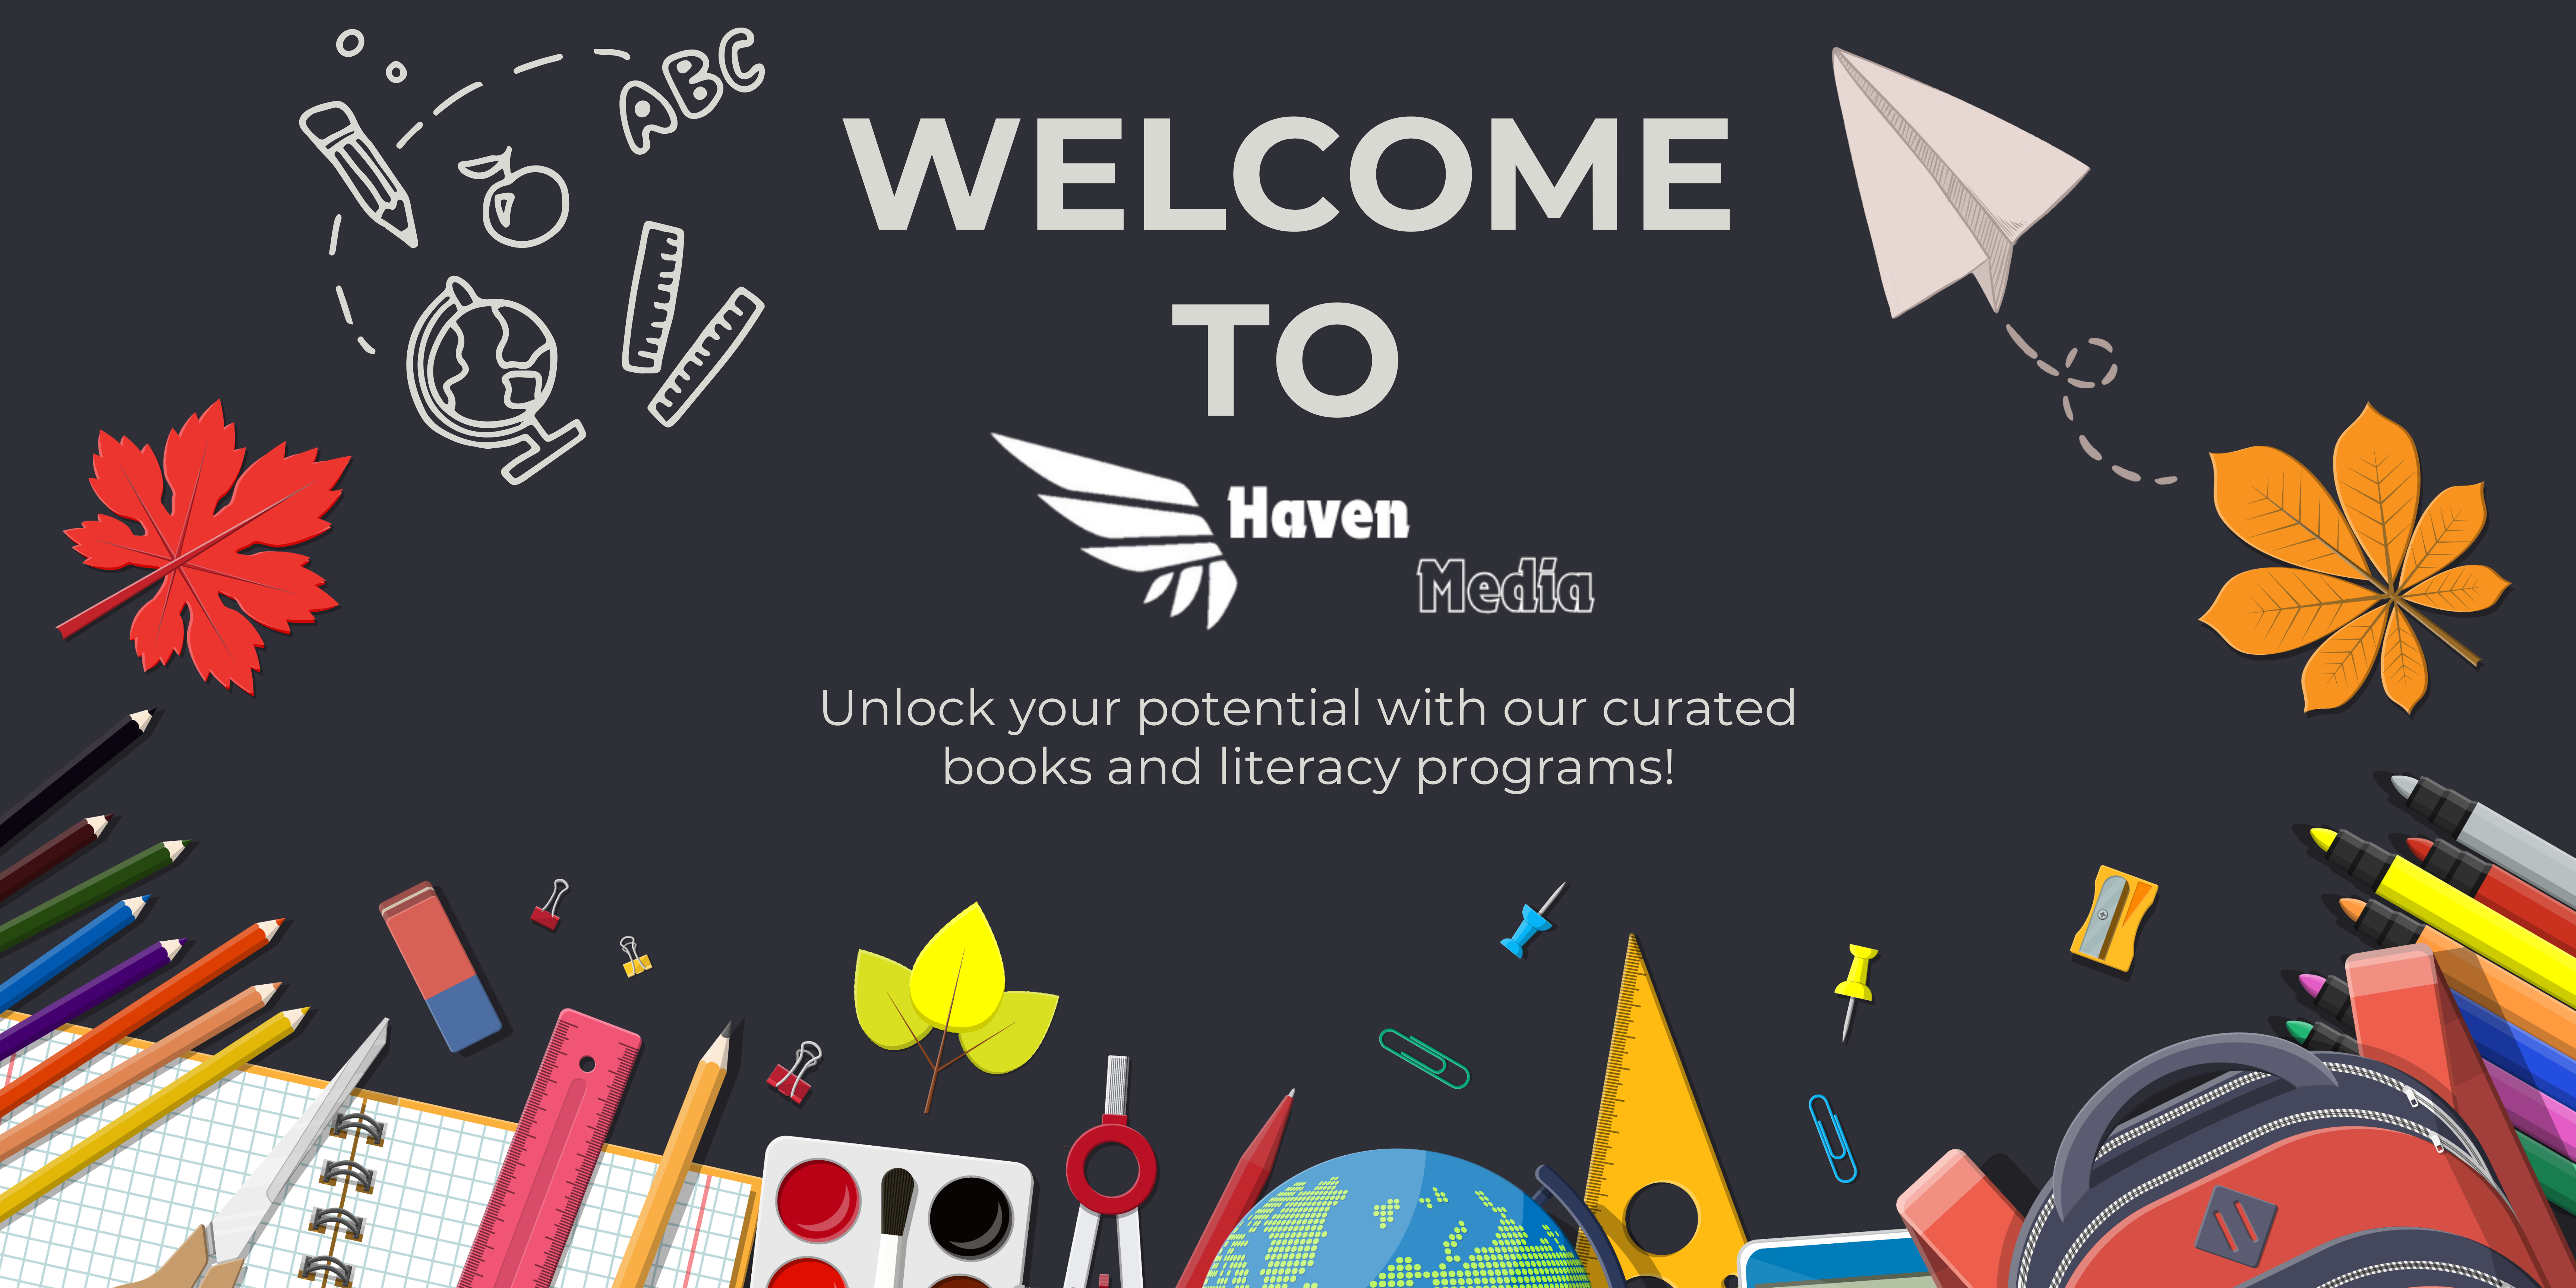 ABC
WELCOME
TO
Haven
Media
Unlock your potential with our curated
books and literacy programs!